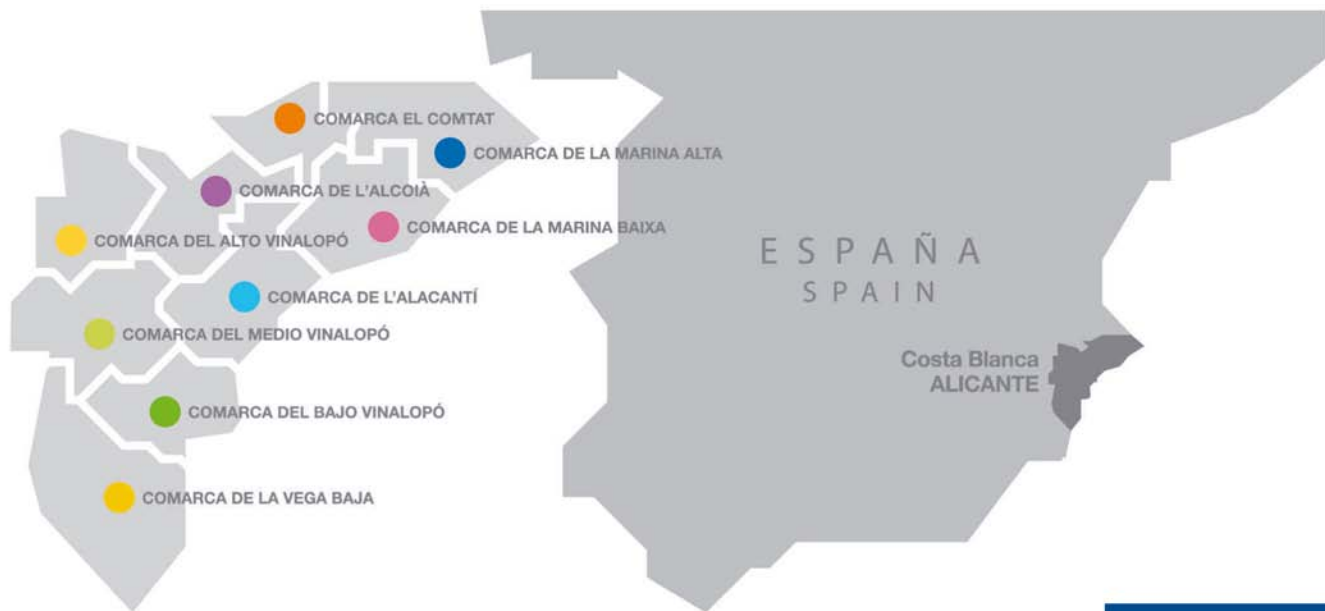 COMARCA EL COMTAT
COMARCA DE LA MARINA ALTA
COMARCA DE L'ALCOIÀ
COMARCA DE LA MARINA BAIXA
COMARCA DEL ALTO VINALOPÓ
COMARCA DE L'ALACANTÍ
COMARCA DEL MEDIO VINALOPÓ
COMARCA DEL BAJO VINALOPÓ
COMARCA DE LA VEGA BAJA
ESPAÑA
SPAIN
Costa Blanca
ALICANTE